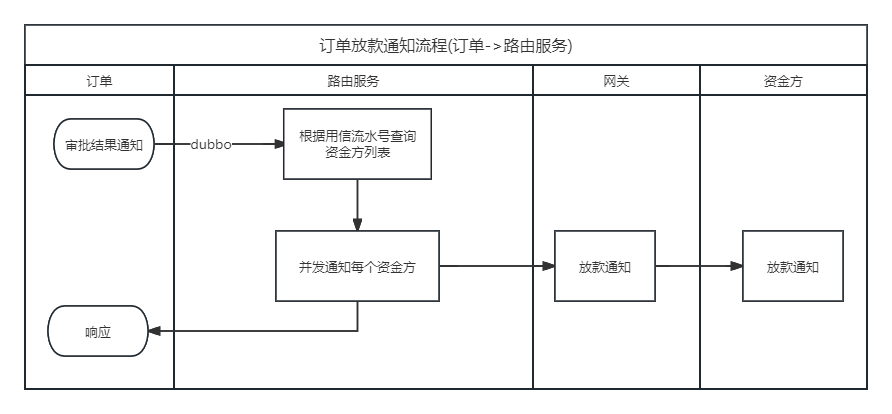 订单放款通知流程(订单->路由服务)
订单
路由服务
网关
资金方
审批结果通知
dubbo
根据用信流水号查询
资金方列表
并发通知每个资金方
放款通知
放款通知
响应